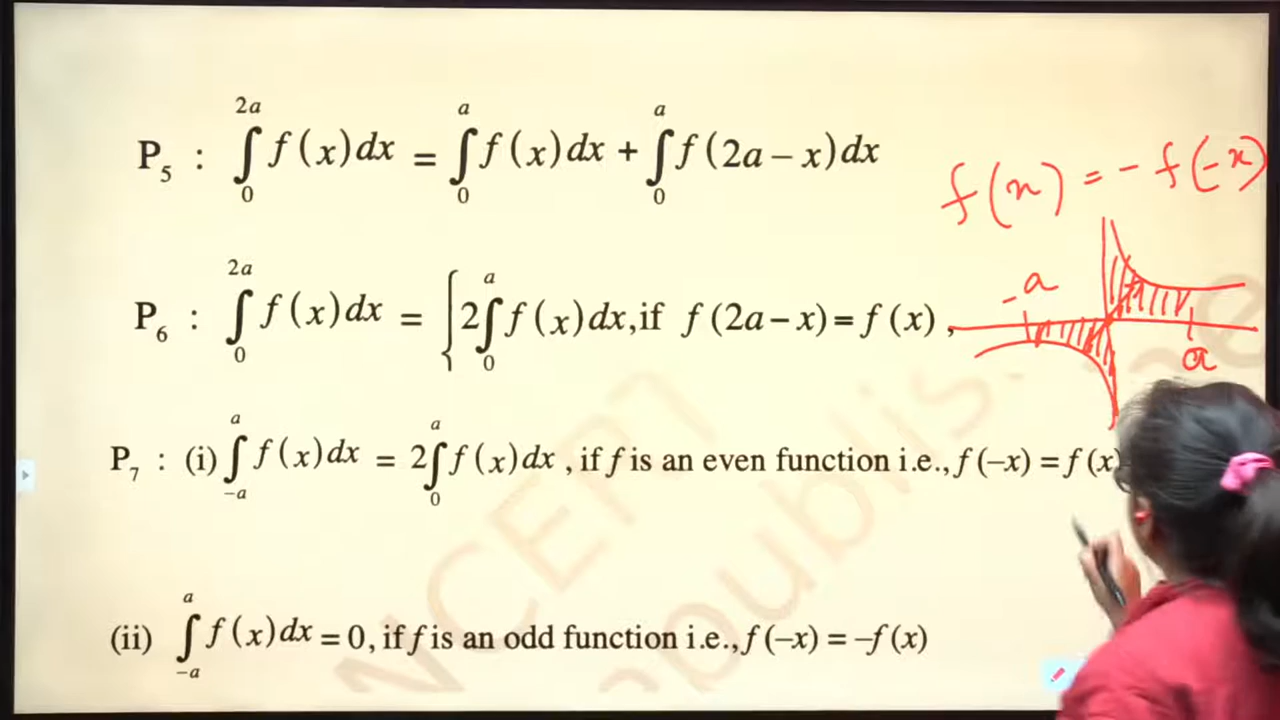 P₅ : ∫₀²ᵃ f(x)dx = ∫₀ᵃ f(x)dx + ∫₀ᵃ f(2a – x)dx
f(x) = - f(-x)
P₆ : ∫₀²ᵃ f(x)dx = { 2∫₀ᵃ f(x)dx, if f(2a – x) = f(x) ,
-a
a
P₇ : (i) ∫₋ₐᵃ f(x)dx = 2∫₀ᵃ f(x)dx , if f is an even function i.e., f(–x) = f(x)
(ii) ∫₋ₐᵃ f(x)dx = 0, if f is an odd function i.e., f(–x) = –f(x)
NCERT